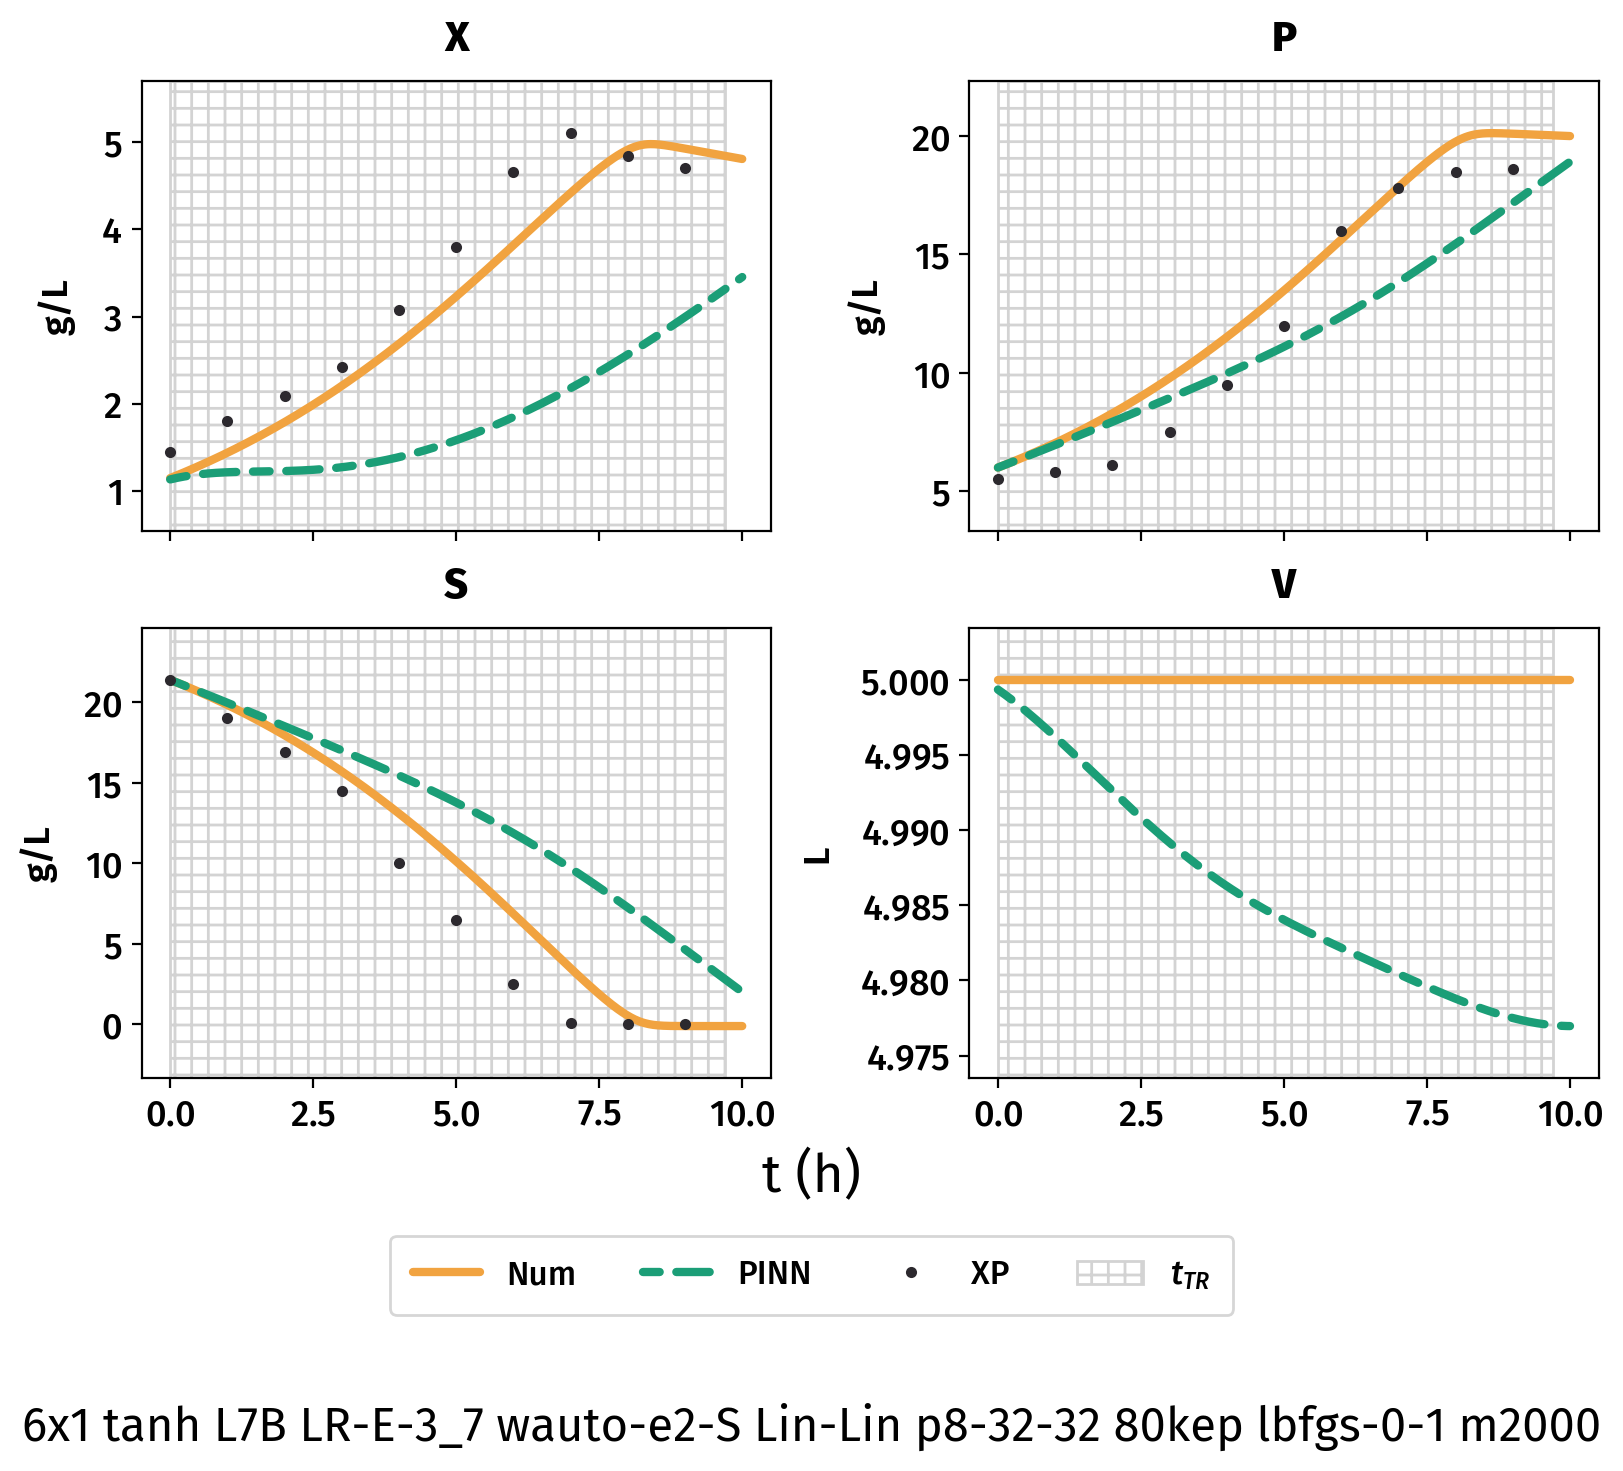 X
P
5
4
3
2
1
g/L
20
15
10
5
g/L
S
V
20
15
10
5
0
g/L
5.000
4.995
4.990
4.985
4.980
4.975
L
0.0 2.5 5.0 7.5 10.0
0.0 2.5 5.0 7.5 10.0
t (h)
Num PINN XP tTR
6x1 tanh L7B LR-E-3_7 wauto-e2-S Lin-Lin p8-32-32 80kep lbfgs-0-1 m2000